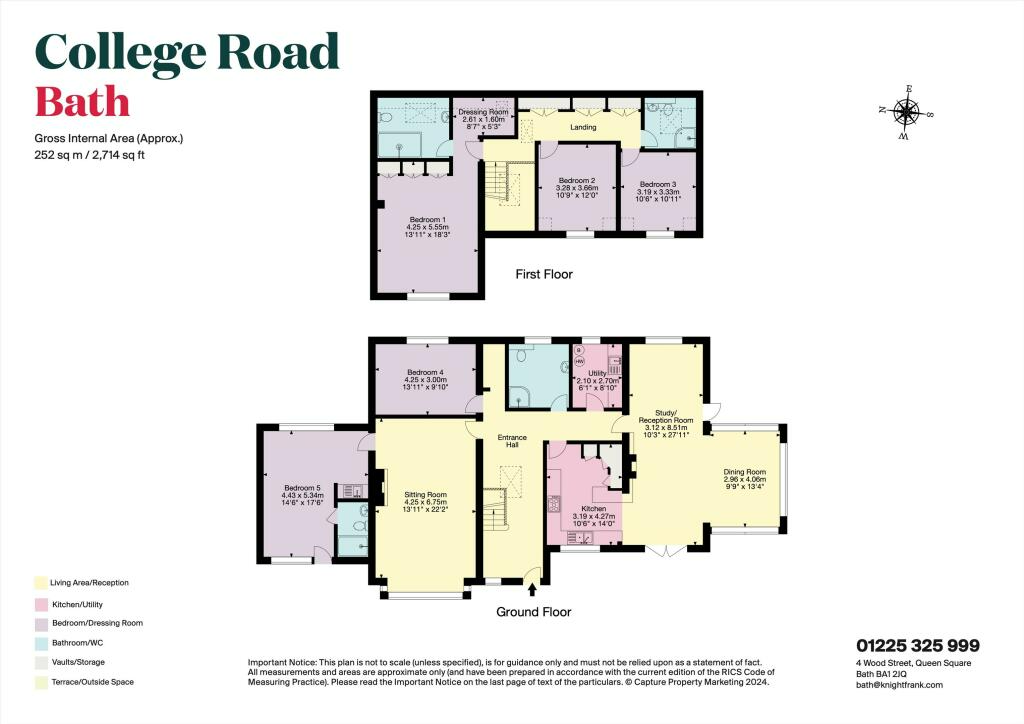 College Road
Bath
Gross Internal Area (Approx.)
252 sq m / 2,714 sq ft
E
N
S
W
Dressing Room
2.61 x 1.60m
8'7" x 5'3"
Landing
Bedroom 2
3.28 x 3.66m
10'9" x 12'0"
Bedroom 3
3.19 x 3.33m
10'6" x 10'11"
Bedroom 1
4.25 x 5.55m
13'11" x 18'3"
First Floor
Bedroom 4
4.25 x 3.00m
13'11" x 9'10"
B
HW
Utility
2.10 x 2.70m
6'1" x 8'10"
Study/
Reception Room
3.12 x 8.51m
10'3" x 27'11"
Entrance
Hall
Dining Room
2.96 x 4.06m
9'9" x 13'4"
Bedroom 5
4.43 x 5.34m
14'6" x 17'6"
Sitting Room
4.25 x 6.75m
13'11" x 22'2"
Kitchen
3.19 x 4.27m
10'6" x 14'0"
Ground Floor
Living Area/Reception
Kitchen/Utility
Bedroom/Dressing Room
Bathroom/WC
Vaults/Storage
Terrace/Outside Space
Important Notice: This plan is not to scale (unless specified), is for guidance only and must not be relied upon as a statement of fact.
All measurements and areas are approximate only (and have been prepared in accordance with the current edition of the RICS Code of
Measuring Practice). Please read the Important Notice on the last page of text of the particulars. © Capture Property Marketing 2024.
01225 325 999
4 Wood Street, Queen Square
Bath BA1 2JQ
bath@knightfrank.com